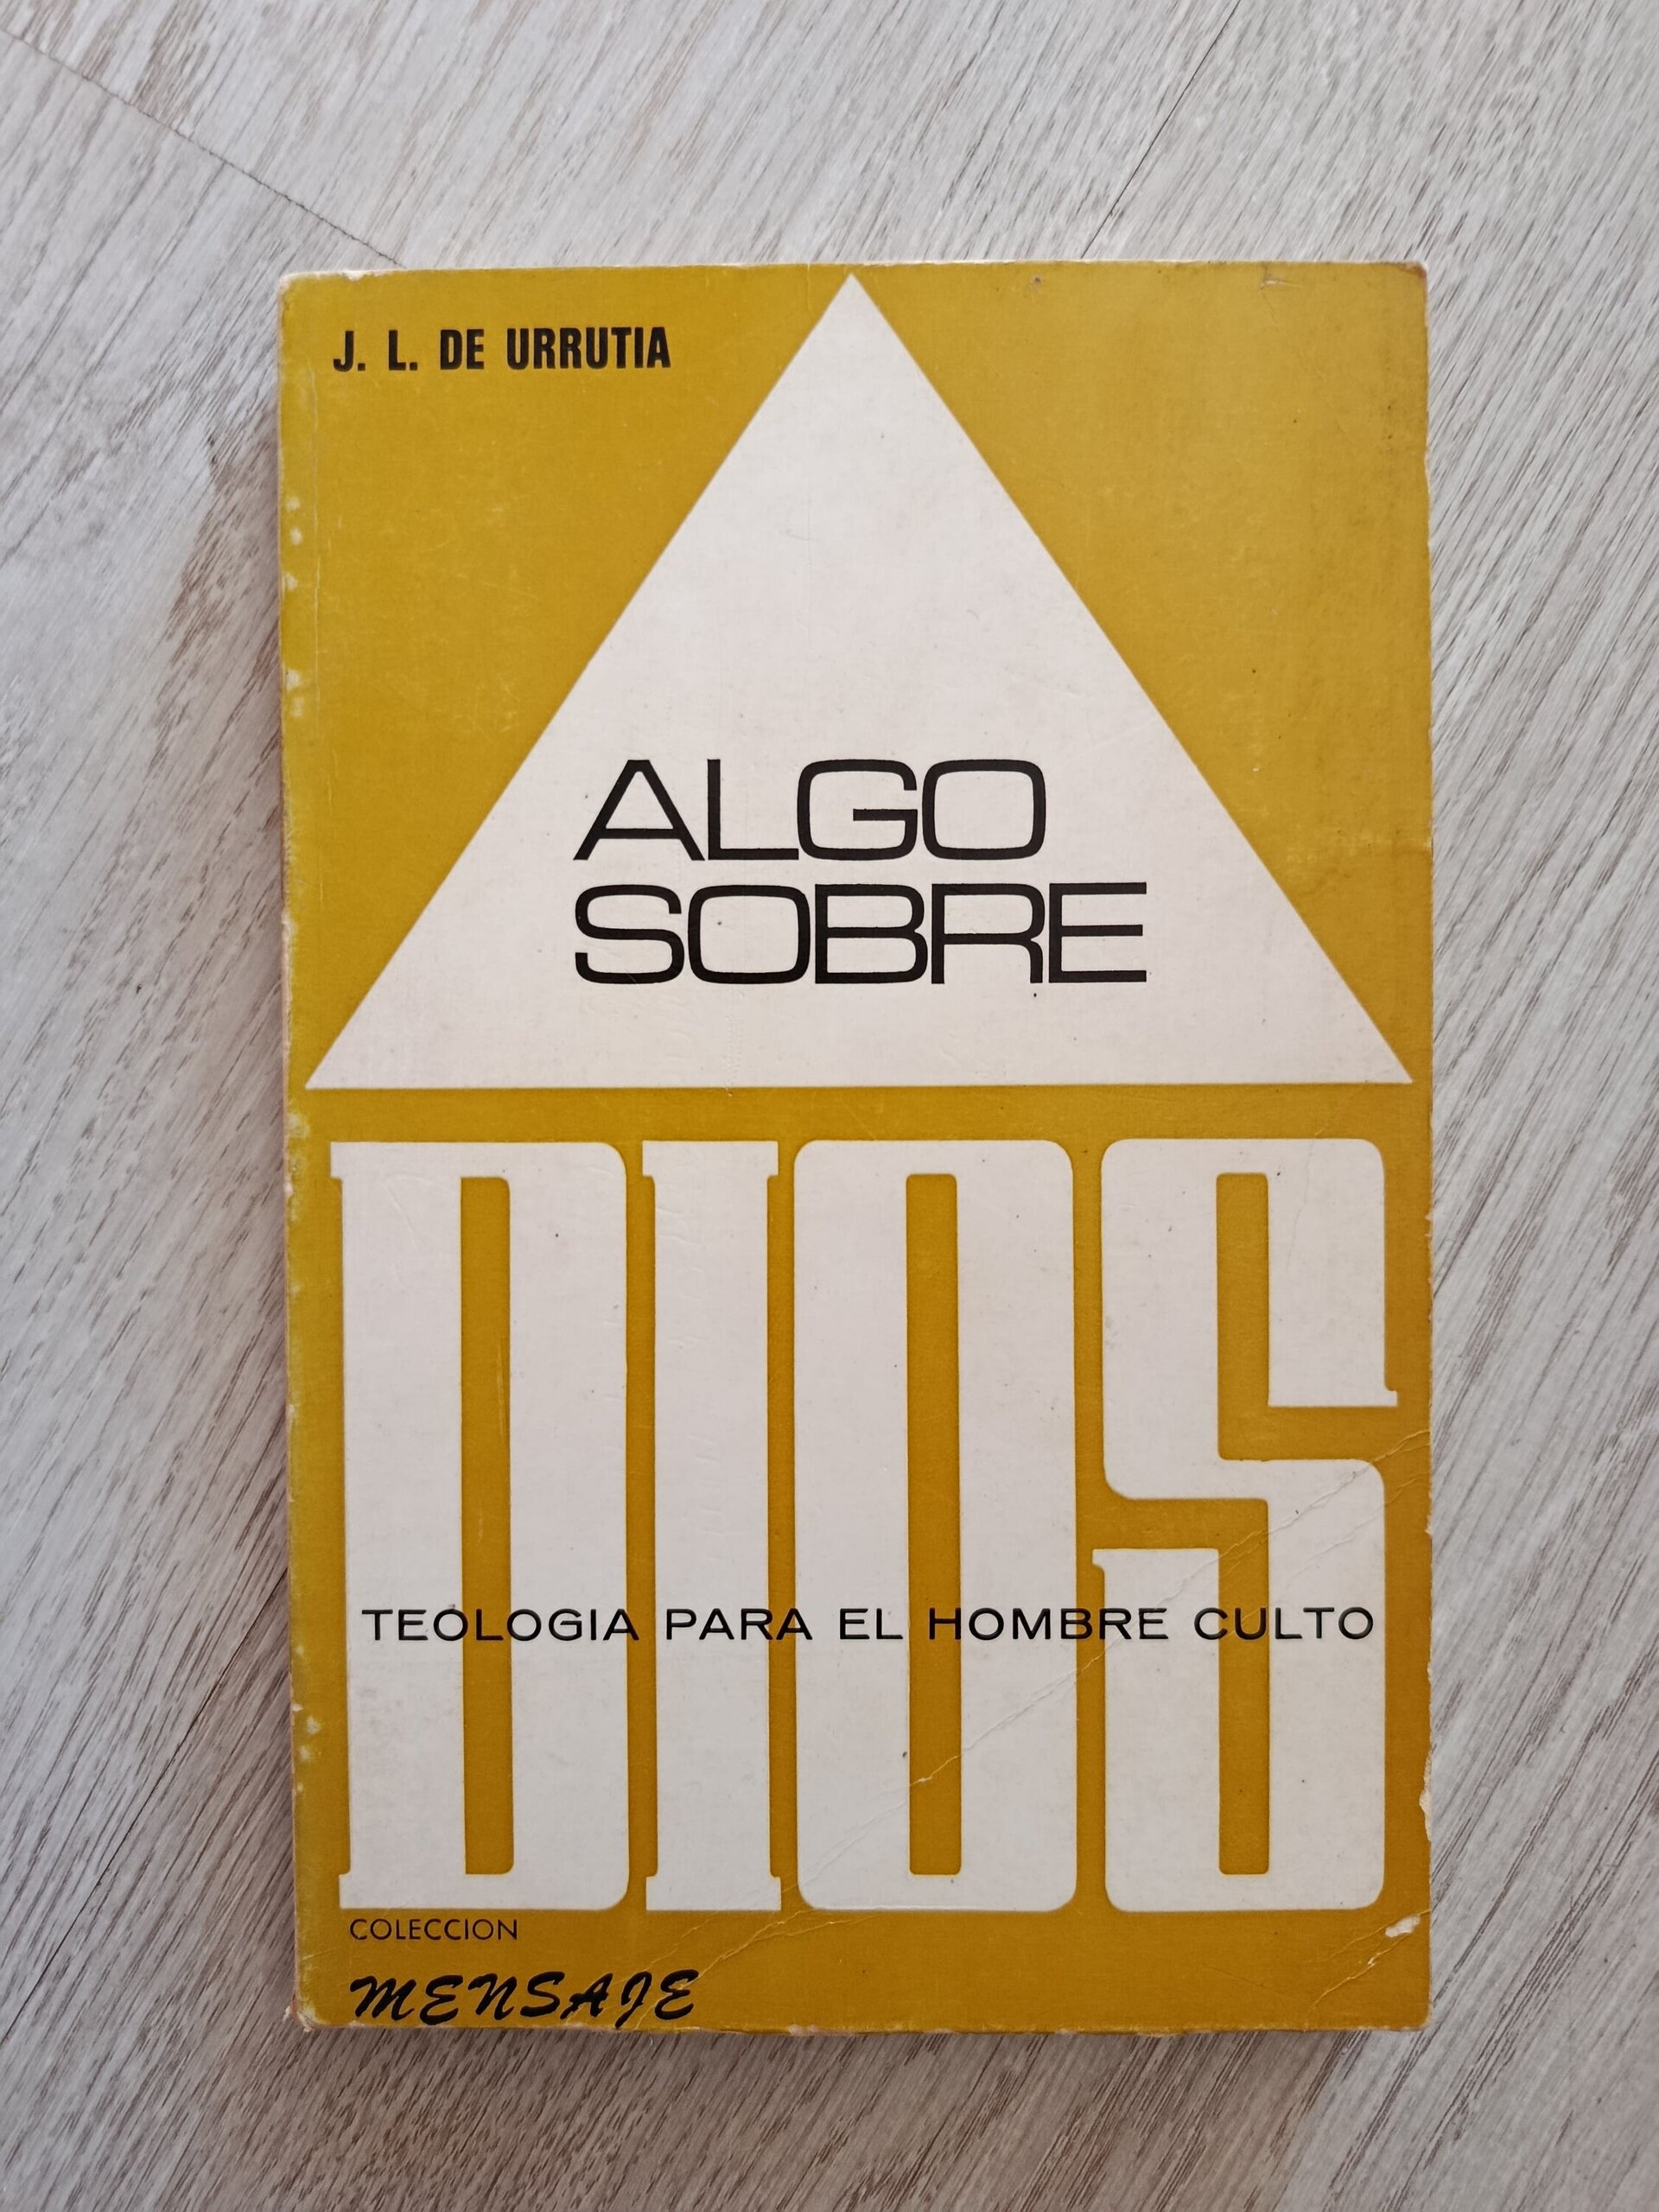 J. L. DE URRUTIA
ALGO
SOBRE
DIOS
TEOLOGIA PARA EL HOMBRE CULTO
COLECCION
MENSAJE